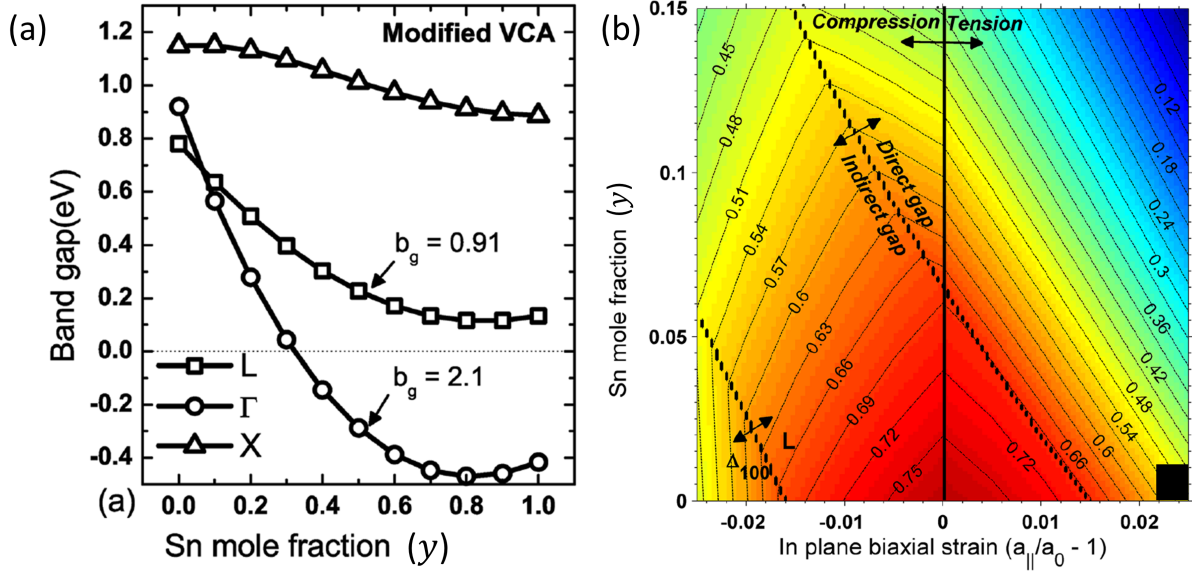 (a)
Modified VCA
b_g = 0.91
b_g = 2.1
L
Γ
X
1.2
1.0
0.8
0.6
0.4
0.2
0.0
-0.2
-0.4
Band gap(eV)
(a)
0.0 0.2 0.4 0.6 0.8 1.0
Sn mole fraction (y)
(b)
0.15
0.1
0.05
0
Sn mole fraction (y)
Compression Tension
Direct gap
Indirect gap
0.45
0.48
0.51
0.54
0.57
0.6
0.63
0.66
0.69
0.72
0.75
0.12
0.18
0.24
0.3
0.36
0.42
0.48
0.54
0.6
0.66
0.72
Δ100
L
-0.02 -0.01 0 0.01 0.02
In plane biaxial strain (a||/a0 - 1)